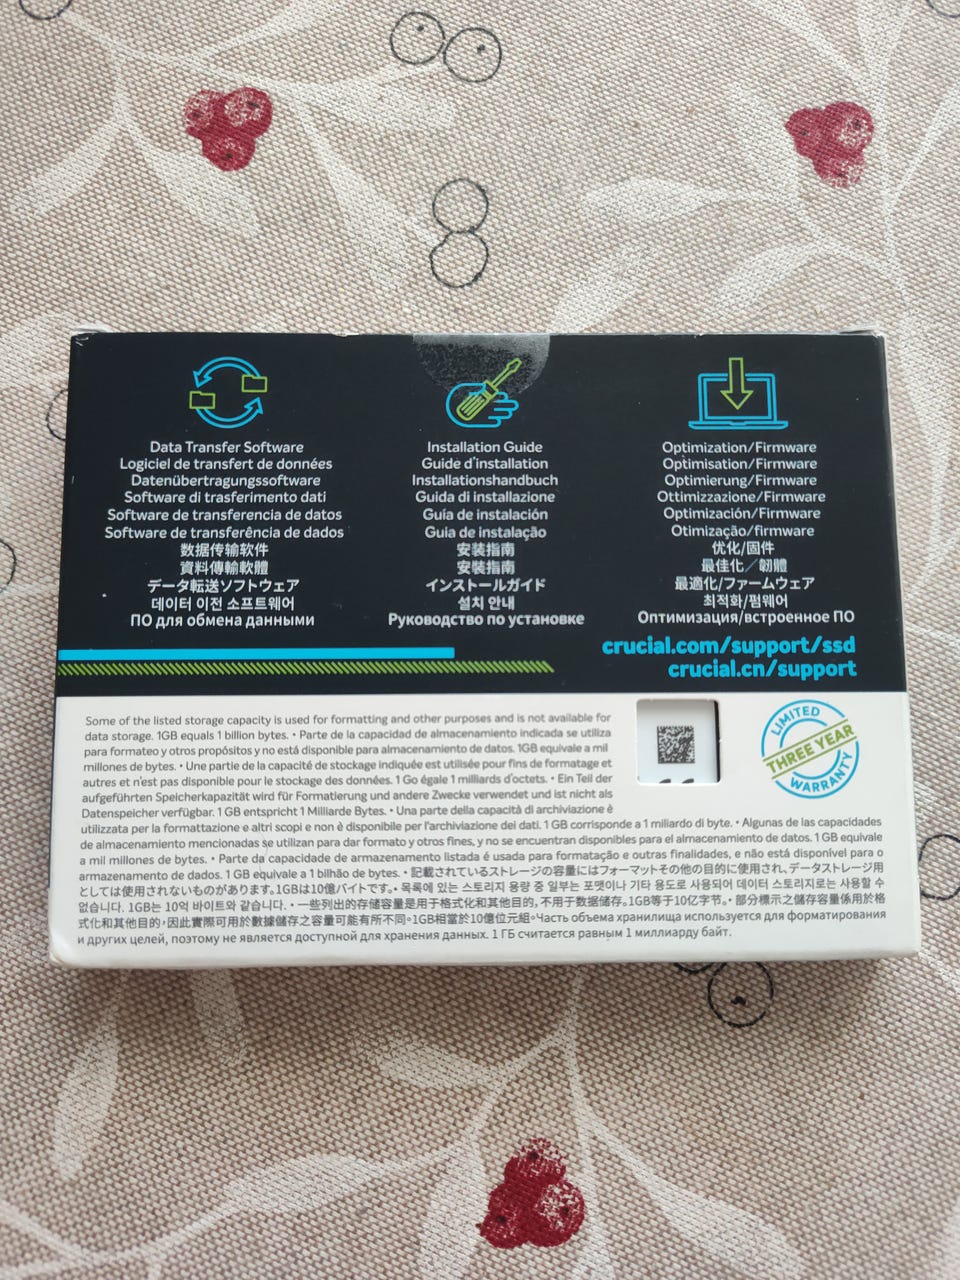 Data Transfer Software
Logiciel de transfert de données
Datenübertragungssoftware
Software di trasferimento dati
Software de transferencia de datos
Software de transferência de dados
数据传输软件
資料傳輸軟體
データ転送ソフトウェア
데이터 이전 소프트웨어
ПО для обмена данными
Installation Guide
Guide d'installation
Installationshandbuch
Guida di installazione
Guía de instalación
Guia de instalação
安装指南
安裝指南
インストールガイド
설치 안내
Руководство по установке
Optimization/Firmware
Optimisation/Firmware
Optimierung/Firmware
Ottimizzazione/Firmware
Optimización/Firmware
Otimização/firmware
优化/固件
最佳化／韌體
最適化/ファームウェア
최적화/펌웨어
Оптимизация/встроенное ПО
crucial.com/support/ssd
crucial.cn/support
Some of the listed storage capacity is used for formatting and other purposes and is not available for
data storage. 1GB equals 1 billion bytes. • Parte de la capacidad de almacenamiento indicada se utiliza
para formateo y otros propósitos y no está disponible para almacenamiento de datos. 1GB equivale a mil
millones de bytes. • Une partie de la capacité de stockage indiquée est utilisée pour fins de formatage et
autres et n'est pas disponible pour le stockage des données. 1 Go égale 1 milliards d'octets. • Ein Teil der
aufgeführten Speicherkapazität wird für Formatierung und andere Zwecke verwendet und ist nicht als
Datenspeicher verfügbar. 1 GB entspricht 1 Milliarde Bytes. • Una parte della capacità di archiviazione è
utilizzata per la formattazione e altri scopi e non è disponibile per l'archiviazione dei dati. 1 GB corrisponde a 1 miliardo di byte. • Algunas de las capacidades
de almacenamiento mencionadas se utilizan para dar formato y otros fines, y no se encuentran disponibles para el almacenamiento de datos. 1 GB equivale
a mil millones de bytes. • Parte da capacidade de armazenamento listada é usada para formatação e outras finalidades, e não está disponível para o
armazenamento de dados. 1 GB equivale a 1 bilhão de bytes. • 記載されているストレージの容量にはフォーマットその他の目的に使用され、データストレージ用
としては使用されないものがあります。1GBは10億バイトです。• 목록에 있는 스토리지 용량 중 일부는 포맷이나 기타 용도로 사용되어 데이터 스토리지로는 사용할 수
없습니다. 1GB는 10억 바이트와 같습니다. • 一些列出的存储容量是用于格式化和其他目的，不用于数据储存。1GB等于10亿字节。• 部分標示之儲存容量係用於格
式化和其他目的，因此實際可用於數據儲存之容量可能有所不同。1GB相當於10億位元組。•Часть объема хранилища используется для форматирования
и других целей, поэтому не является доступной для хранения данных. 1 ГБ считается равным 1 миллиарду байт.
LIMITED
THREE YEAR
WARRANTY